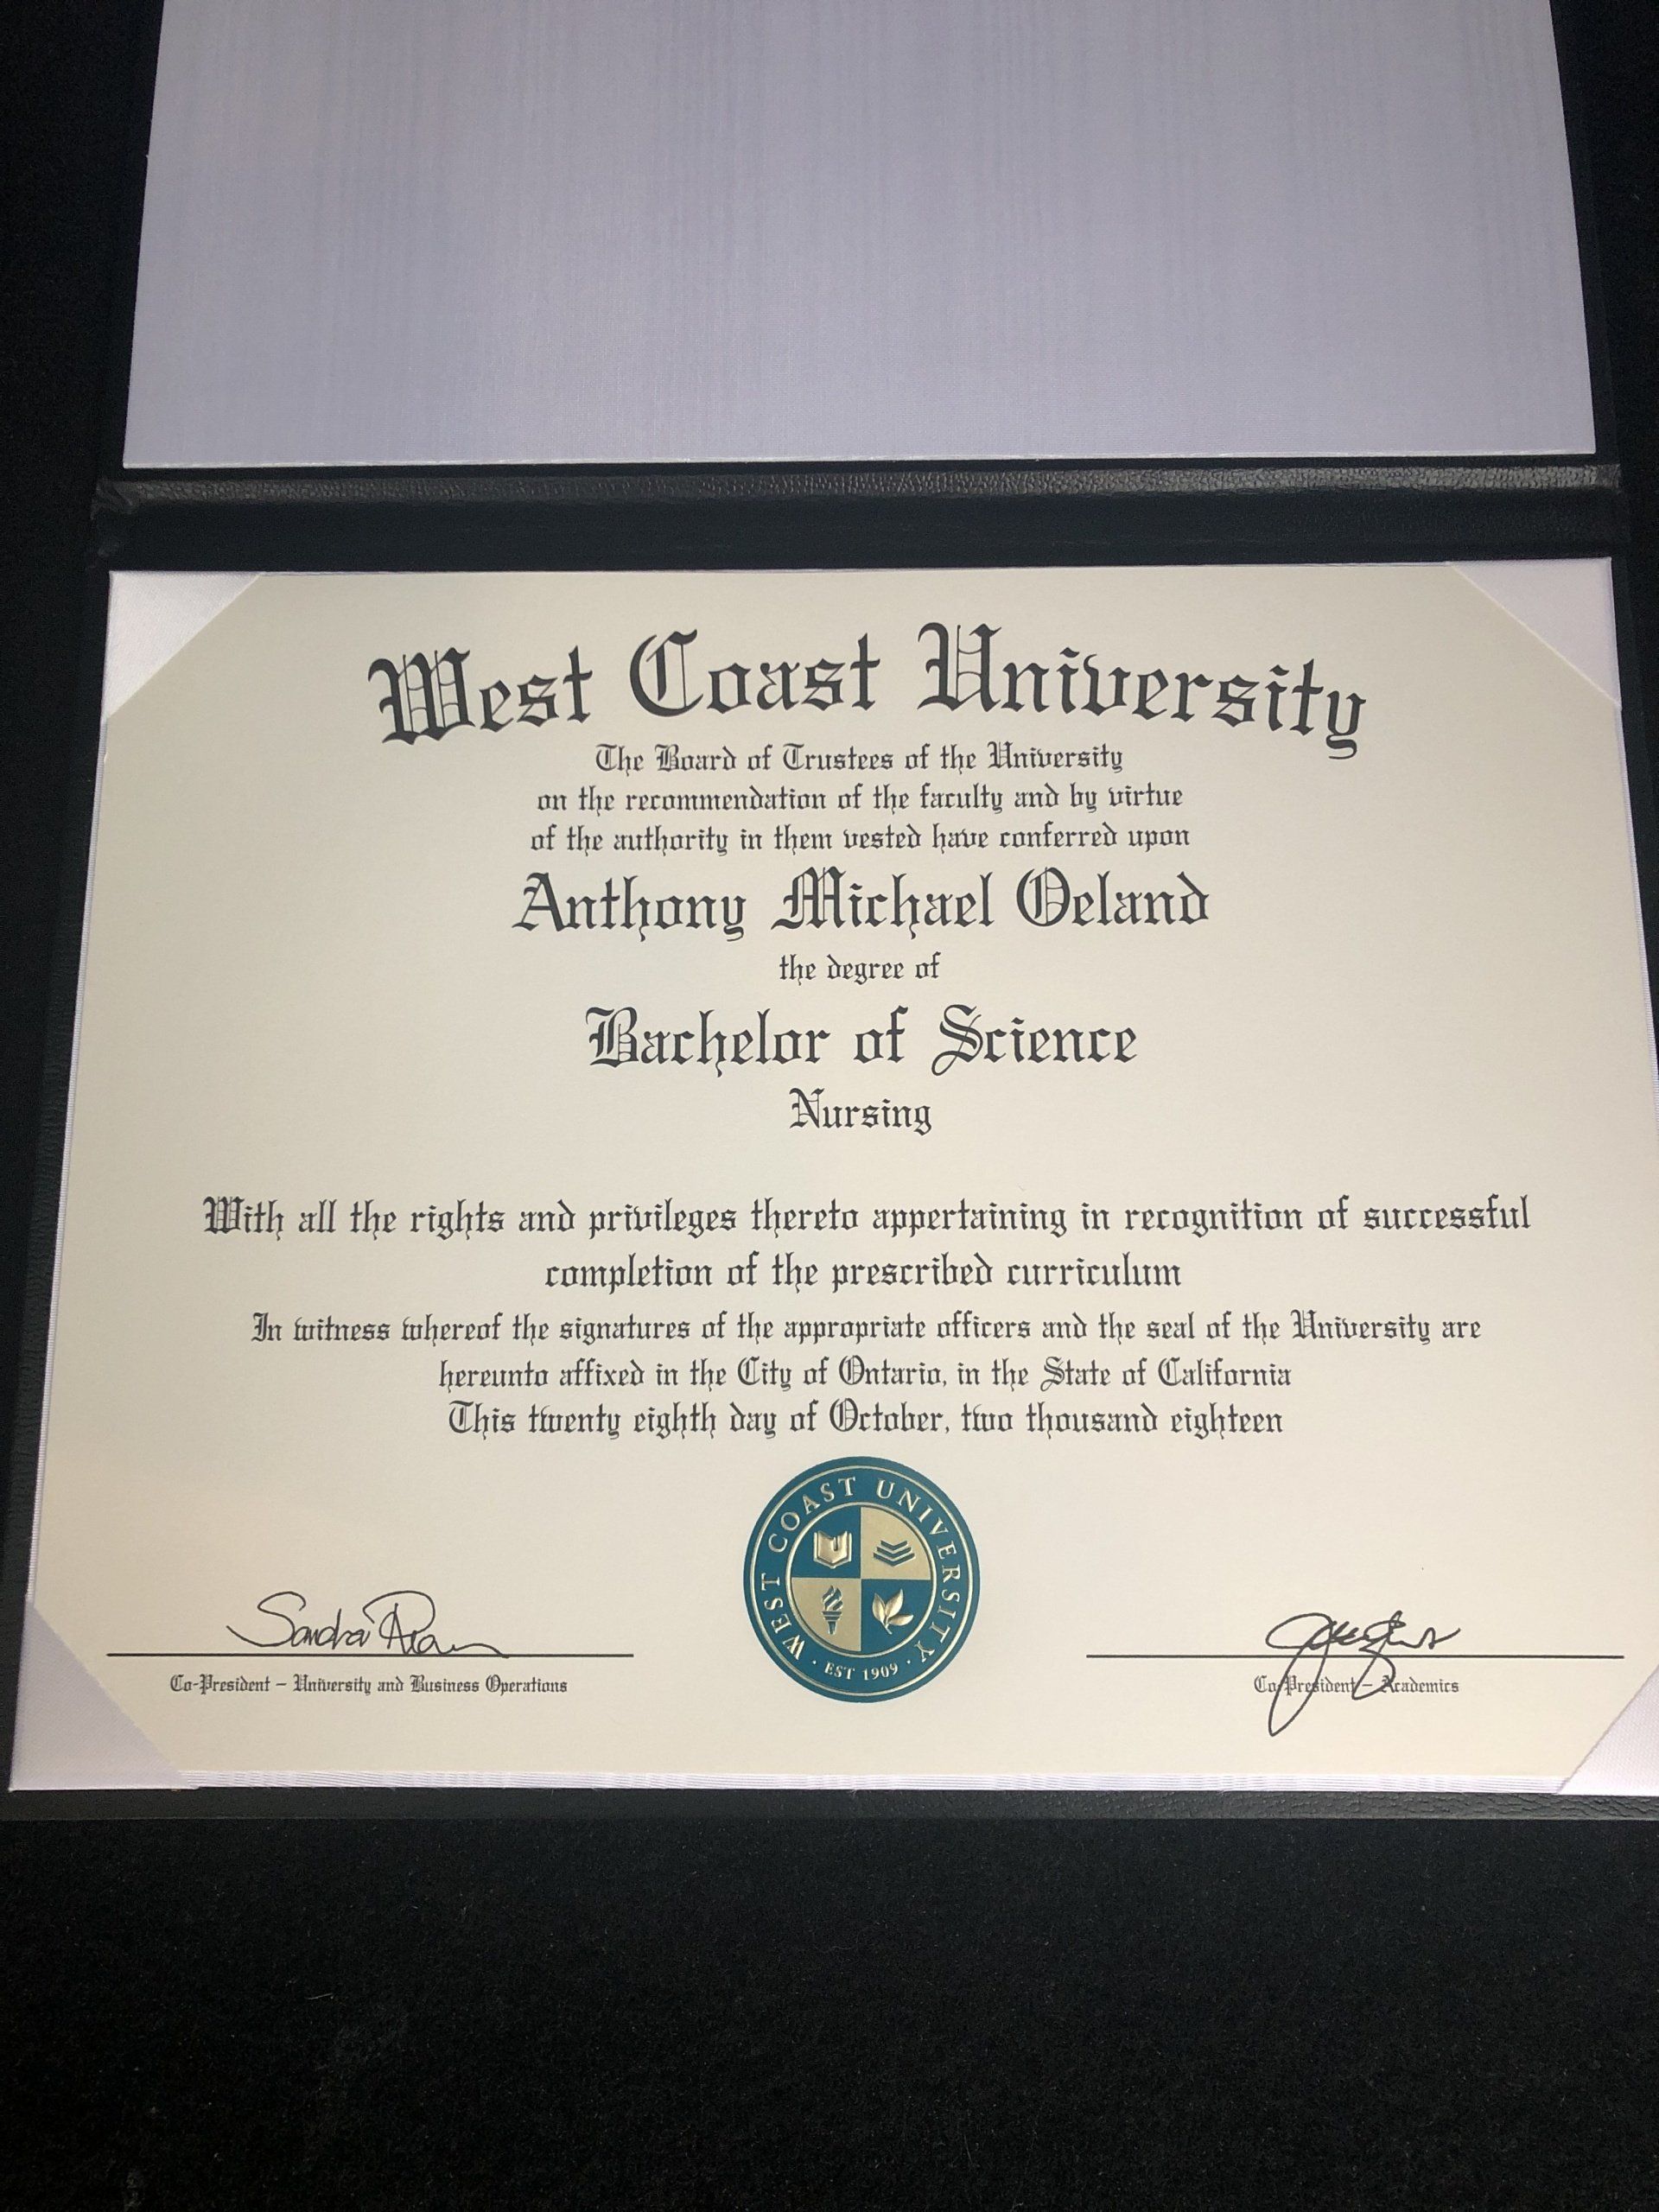 West Coast University
The Board of Trustees of the University
on the recommendation of the faculty and by virtue
of the authority in them vested have conferred upon
Anthony Michael Oeland
the degree of
Bachelor of Science
Nursing
With all the rights and privileges thereto appertaining in recognition of successful
completion of the prescribed curriculum
In witness whereof the signatures of the appropriate officers and the seal of the University are
hereunto affixed in the City of Ontario, in the State of California
This twenty eighth day of October, two thousand eighteen
WEST COAST UNIVERSITY
· EST 1909 ·
Sandra
Co-President – University and Business Operations
Co-President – Academics